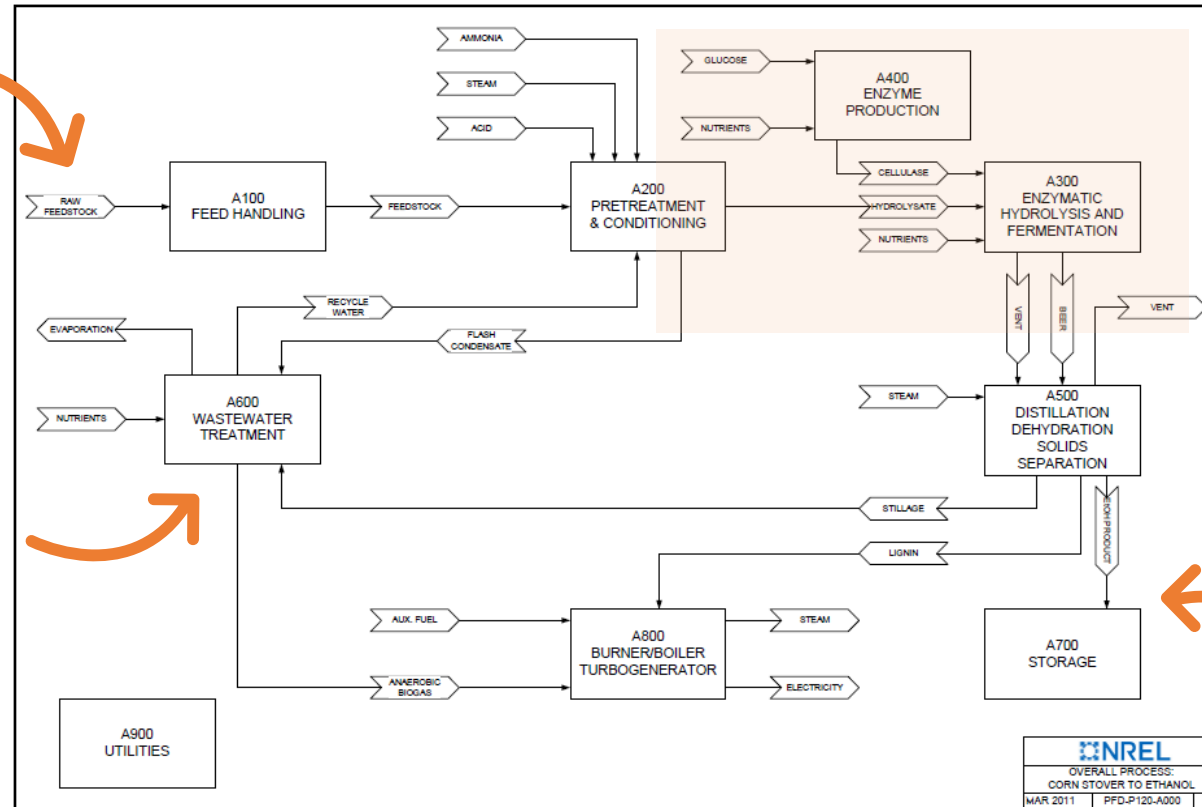 AMMONIA
STEAM
ACID
GLUCOSE
NUTRIENTS
A400
ENZYME
PRODUCTION
RAW
FEEDSTOCK
A100
FEED HANDLING
FEEDSTOCK
A200
PRETREATMENT
& CONDITIONING
CELLULASE
HYDROLYSATE
NUTRIENTS
A300
ENZYMATIC
HYDROLYSIS AND
FERMENTATION
EVAPORATION
RECYCLE
WATER
FLASH
CONDENSATE
VENT
BEER
VENT
NUTRIENTS
A600
WASTEWATER
TREATMENT
STEAM
A500
DISTILLATION
DEHYDRATION
SOLIDS
SEPARATION
STILLAGE
LIGNIN
ETOH PRODUCT
AUX. FUEL
ANAEROBIC
BIOGAS
A800
BURNER/BOILER
TURBOGENERATOR
STEAM
ELECTRICITY
A700
STORAGE
A900
UTILITIES
NREL
OVERALL PROCESS:
CORN STOVER TO ETHANOL
MAR 2011 PFD-P120-A000